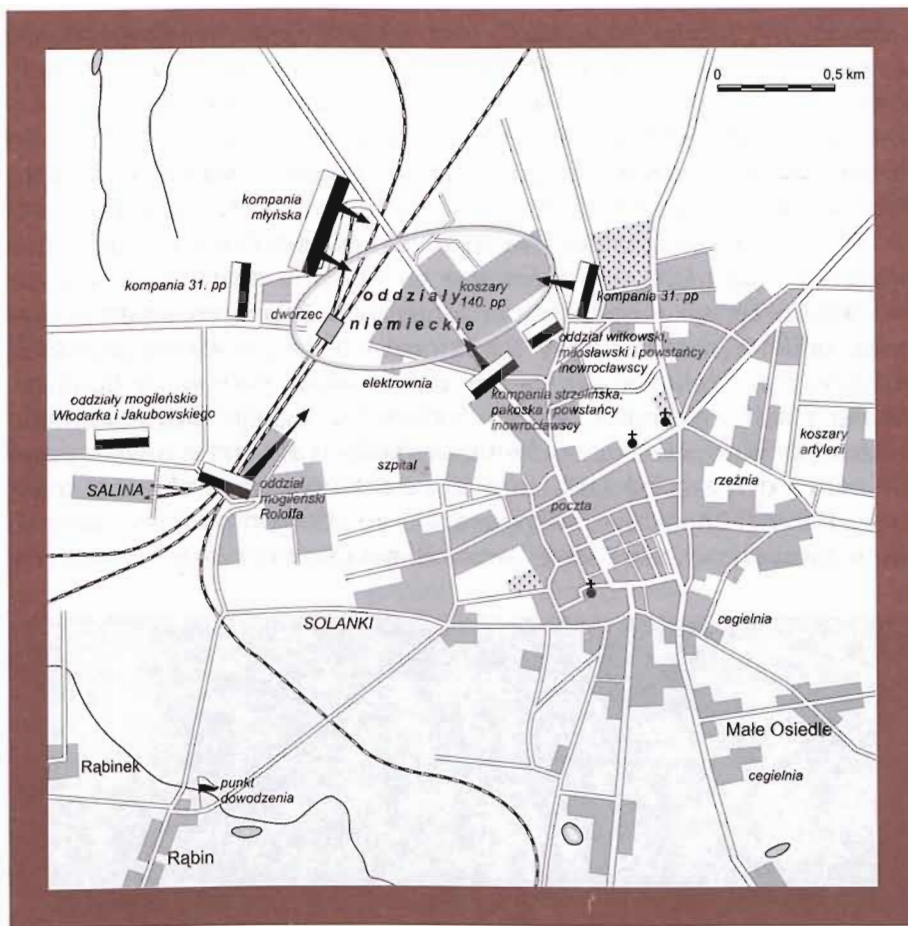 0 0,5 km
kompania
młyńska
kompania 31. pp
dworzec
oddziały
niemieckie
koszary
140. pp
kompania 31. pp
oddział witkowski,
miłosławski i powstańcy
inowrocławscy
elektrownia
kompania strzelińska,
pakoska i powstańcy
inowrocławscy
oddziały mogileńskie
Włodarka i Jakubowskiego
koszary
artylerii
szpital
SALINA
oddział
mogileński
Roloffa
rzeźnia
poczta
SOLANKI
cegielnia
Małe Osiedle
cegielnia
Rąbinek
punkt
dowodzenia
Rąbin